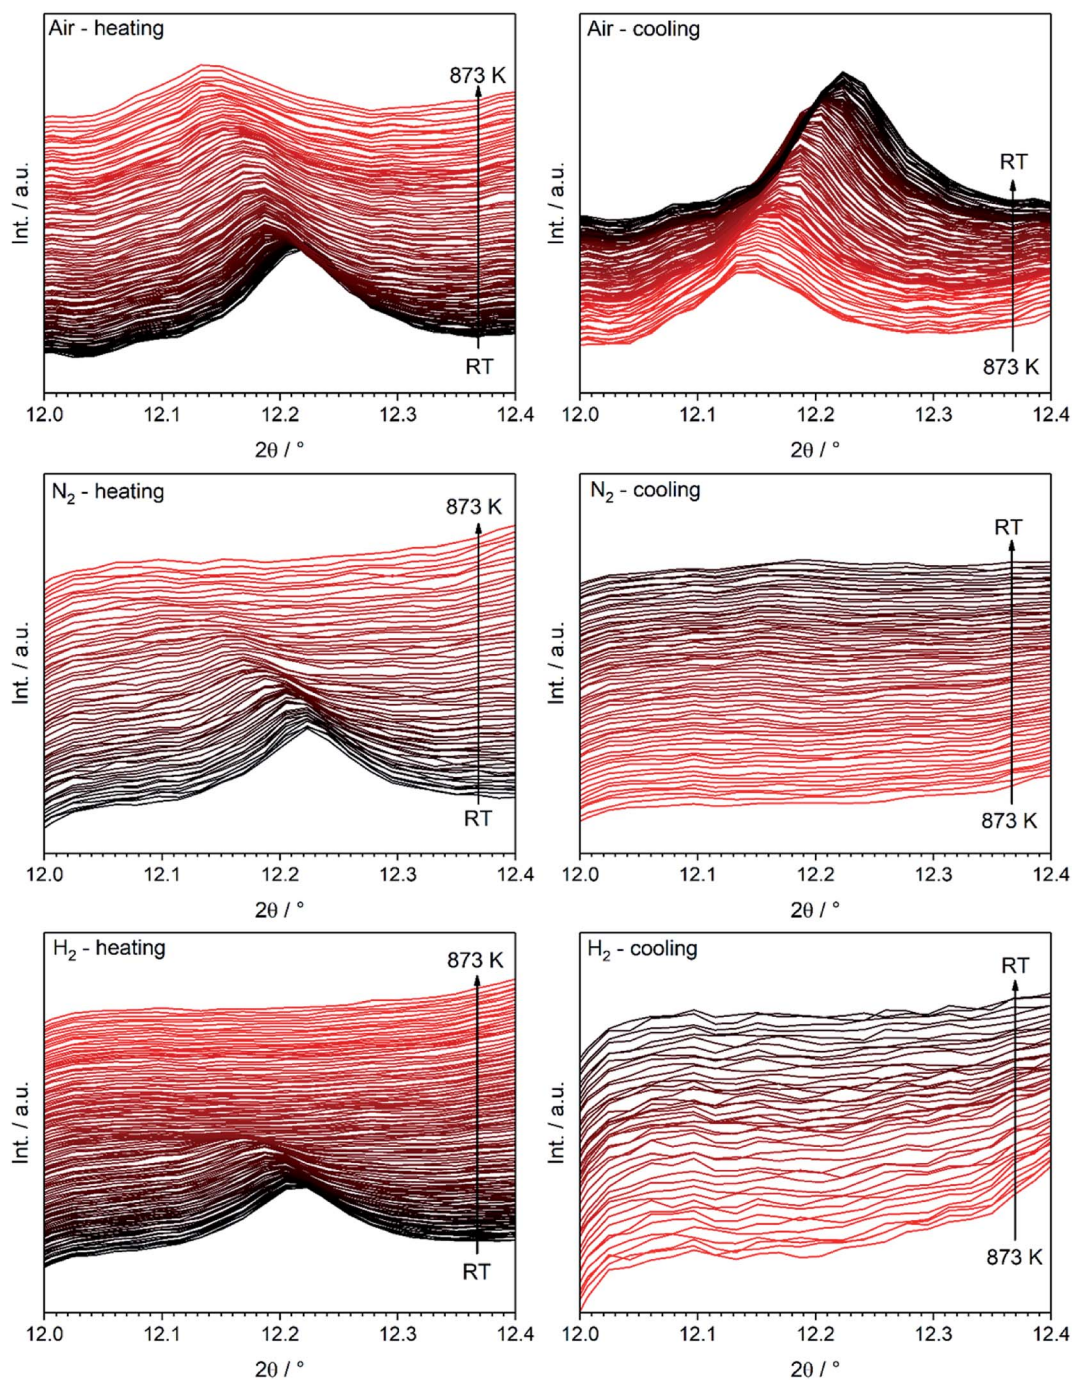 Air - heating
873 K
Int. / a.u.
RT
12.0 12.1 12.2 12.3 12.4
2θ / °
Air - cooling
RT
Int. / a.u.
873 K
12.0 12.1 12.2 12.3 12.4
2θ / °
N₂ - heating
873 K
Int. / a.u.
RT
12.0 12.1 12.2 12.3 12.4
2θ / °
N₂ - cooling
RT
Int. / a.u.
873 K
12.0 12.1 12.2 12.3 12.4
2θ / °
H₂ - heating
873 K
Int. / a.u.
RT
12.0 12.1 12.2 12.3 12.4
2θ / °
H₂ - cooling
RT
Int. / a.u.
873 K
12.0 12.1 12.2 12.3 12.4
2θ / °